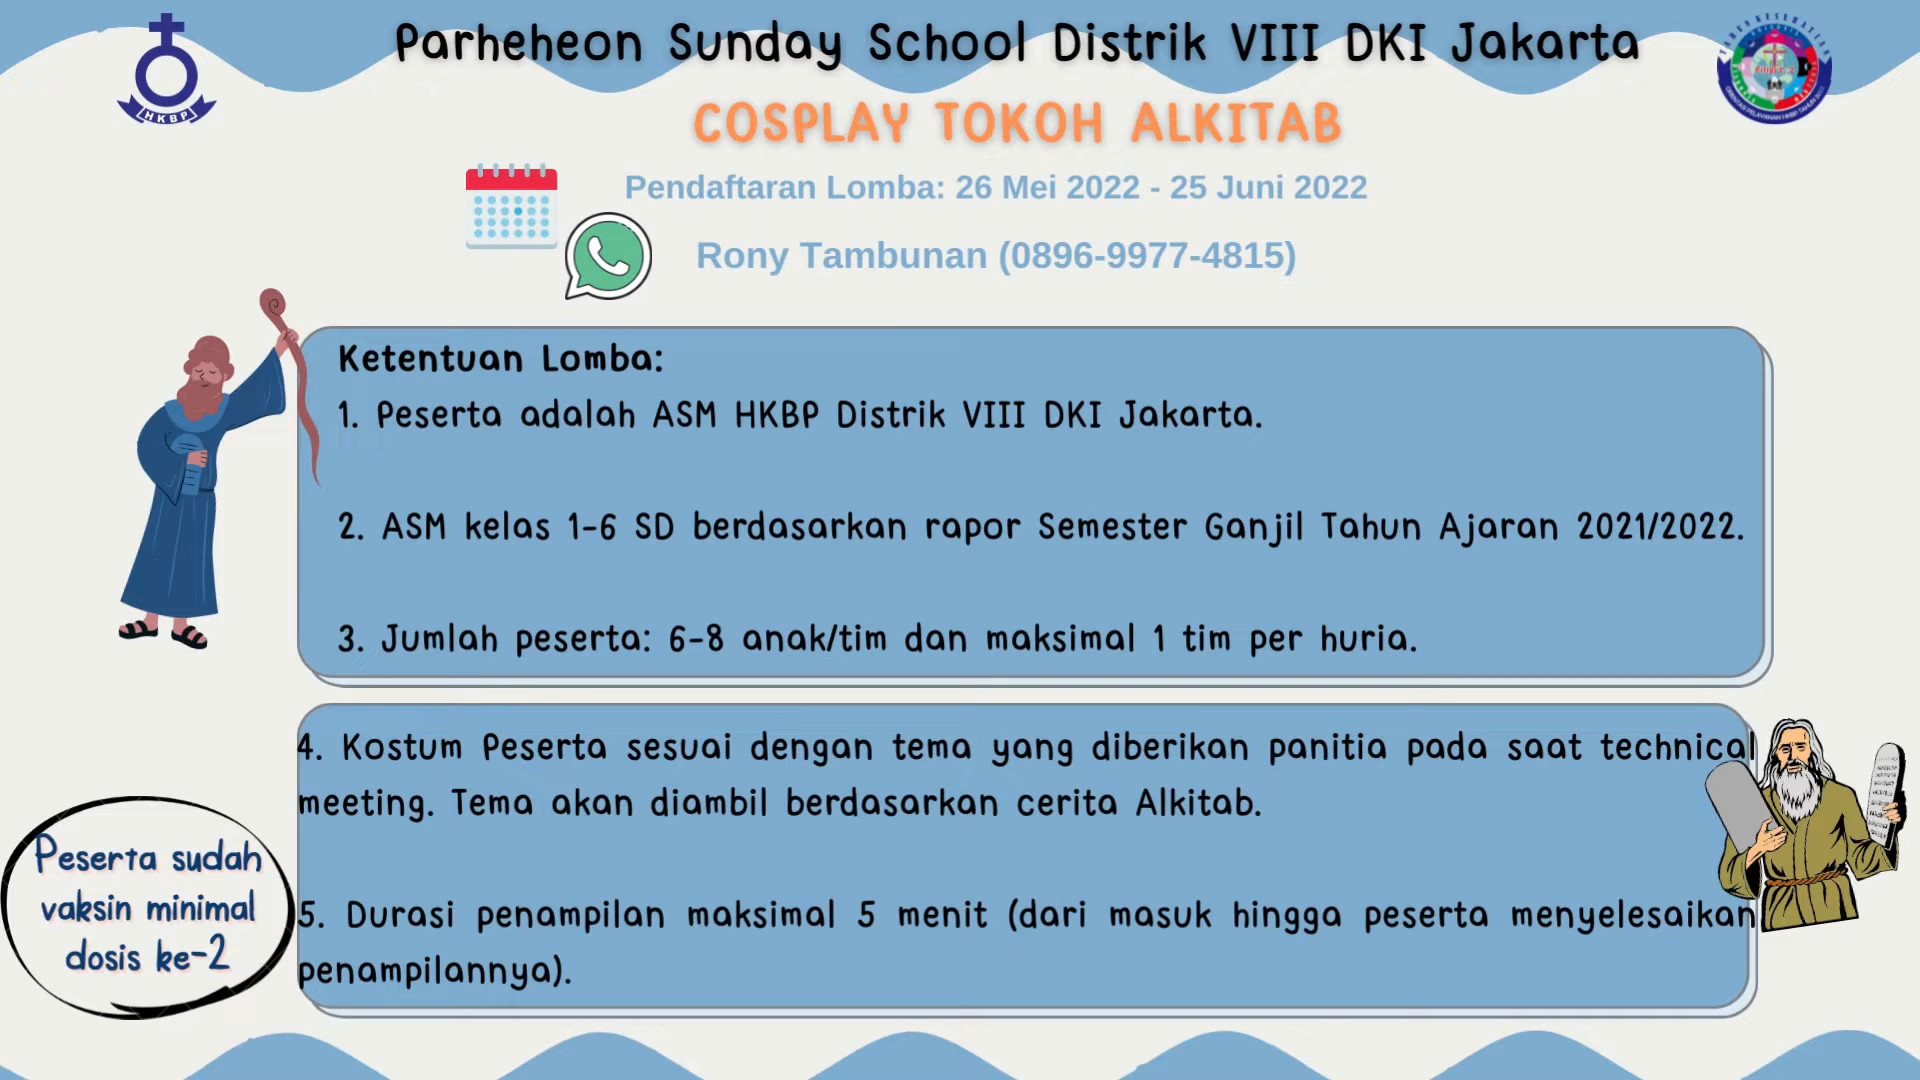 Parheheon Sunday School Distrik VIII DKI Jakarta
HKBP
COSPLAY TOKOH ALKITAB
Pendaftaran Lomba: 26 Mei 2022 - 25 Juni 2022
Rony Tambunan (0896-9977-4815)
Ketentuan Lomba:
1. Peserta adalah ASM HKBP Distrik VIII DKI Jakarta.
2. ASM kelas 1-6 SD berdasarkan rapor Semester Ganjil Tahun Ajaran 2021/2022.
3. Jumlah peserta: 6-8 anak/tim dan maksimal 1 tim per huria.
4. Kostum Peserta sesuai dengan tema yang diberikan panitia pada saat technical
meeting. Tema akan diambil berdasarkan cerita Alkitab.
5. Durasi penampilan maksimal 5 menit (dari masuk hingga peserta menyelesaikan
penampilannya).
Peserta sudah
vaksin minimal
dosis ke-2